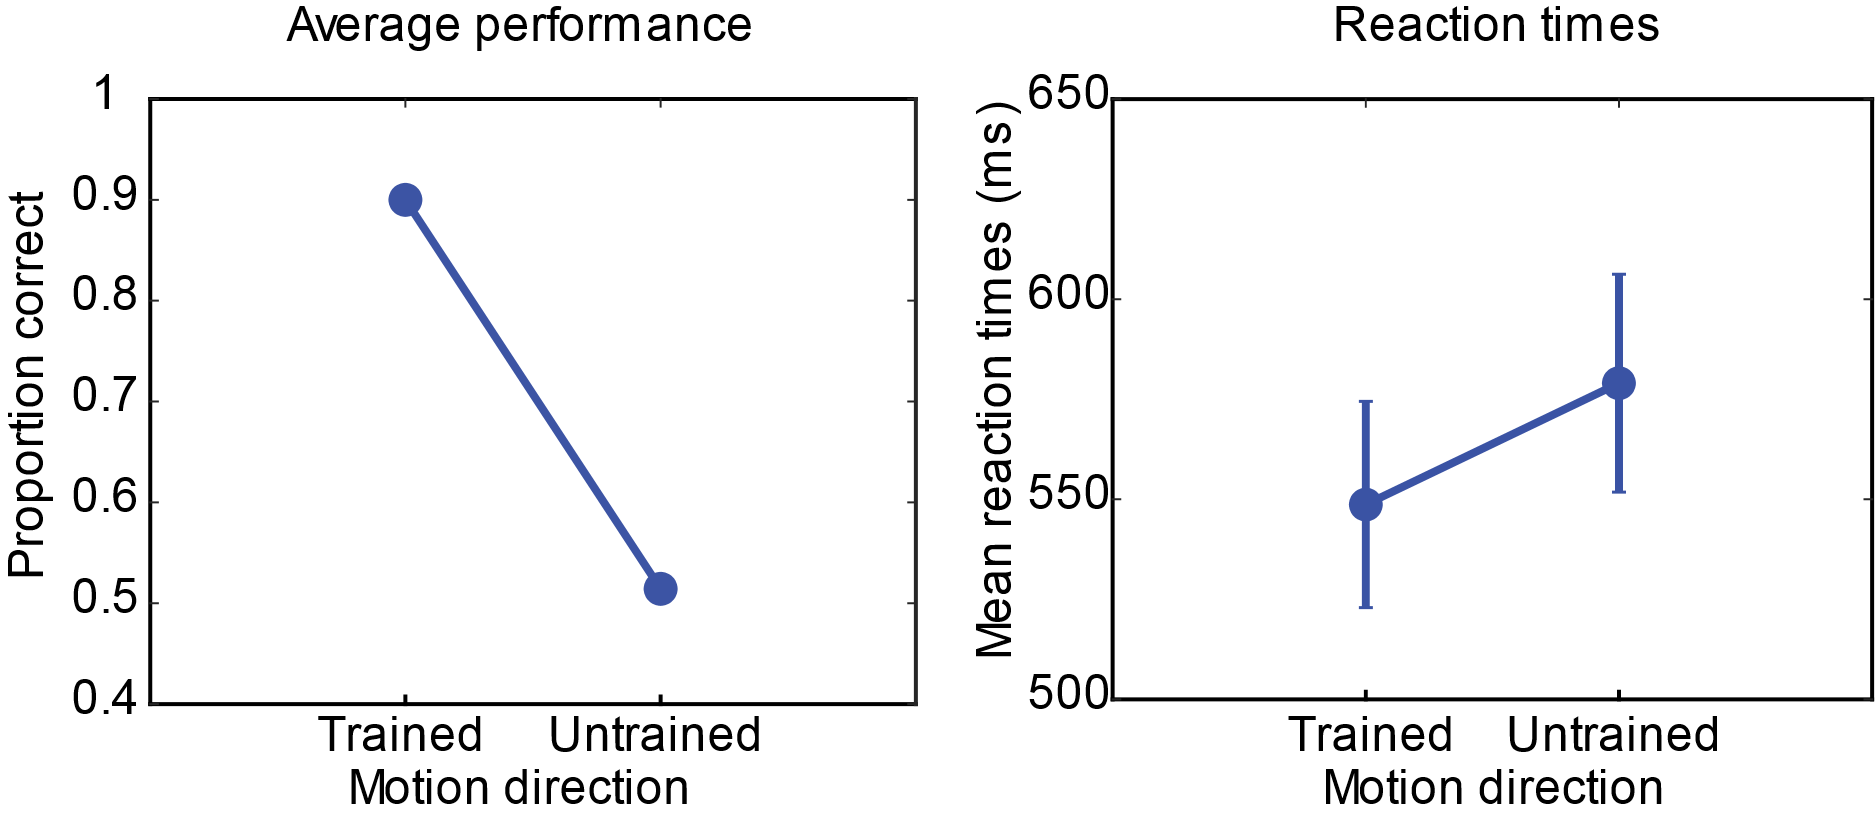 Average performance
Proportion correct
1
0.9
0.8
0.7
0.6
0.5
0.4
Trained
Untrained
Motion direction
Reaction times
Mean reaction times (ms)
650
600
550
500
Trained
Untrained
Motion direction